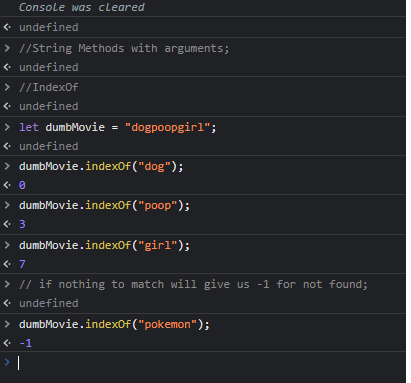 Console was cleared
undefined
//String Methods with arguments;
undefined
//IndexOf
undefined
let dumbMovie = "dogpoopgirl";
undefined
dumbMovie.indexOf("dog");
0
dumbMovie.indexOf("poop");
3
dumbMovie.indexOf("girl");
7
// if nothing to match will give us -1 for not found;
undefined
dumbMovie.indexOf("pokemon");
-1